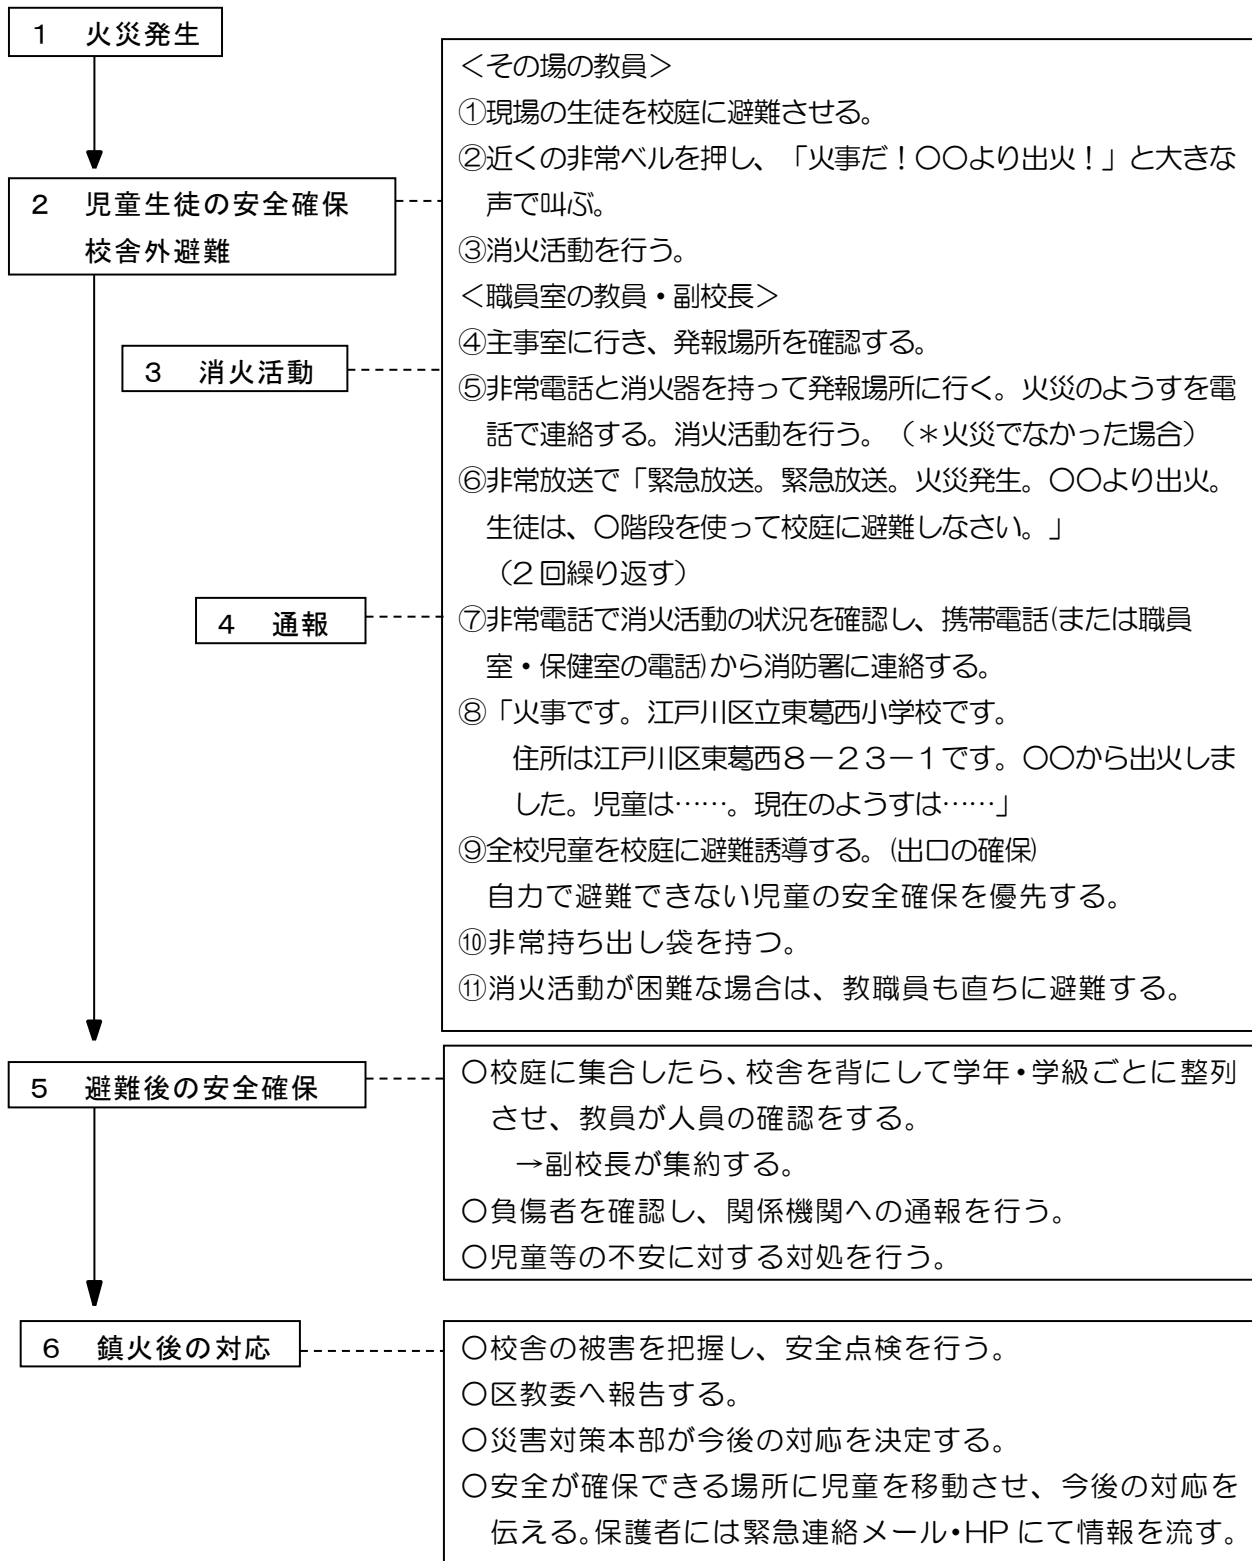 1　火災発生
2　児童生徒の安全確保
校舎外避難
3　消火活動
4　通報
5　避難後の安全確保
6　鎮火後の対応
＜その場の教員＞
①現場の生徒を校庭に避難させる。
②近くの非常ベルを押し、「火事だ！〇〇より出火！」と大きな
声で叫ぶ。
③消火活動を行う。
＜職員室の教員・副校長＞
④主事室に行き、発報場所を確認する。
⑤非常電話と消火器を持って発報場所に行く。火災のようすを電
話で連絡する。消火活動を行う。（＊火災でなかった場合）
⑥非常放送で「緊急放送。緊急放送。火災発生。〇〇より出火。
生徒は、〇階段を使って校庭に避難しなさい。」
（2回繰り返す）
⑦非常電話で消火活動の状況を確認し、携帯電話(または職員
室・保健室の電話)から消防署に連絡する。
⑧「火事です。江戸川区立東葛西小学校です。
住所は江戸川区東葛西８－２３－１です。〇〇から出火しま
した。児童は……。現在のようすは……」
⑨全校児童を校庭に避難誘導する。(出口の確保)
自力で避難できない児童の安全確保を優先する。
⑩非常持ち出し袋を持つ。
⑪消火活動が困難な場合は、教職員も直ちに避難する。
〇校庭に集合したら、校舎を背にして学年・学級ごとに整列
させ、教員が人員の確認をする。
→副校長が集約する。
〇負傷者を確認し、関係機関への通報を行う。
〇児童等の不安に対する対処を行う。
〇校舎の被害を把握し、安全点検を行う。
〇区教委へ報告する。
〇災害対策本部が今後の対応を決定する。
〇安全が確保できる場所に児童を移動させ、今後の対応を
伝える。保護者には緊急連絡メール・HPにて情報を流す。